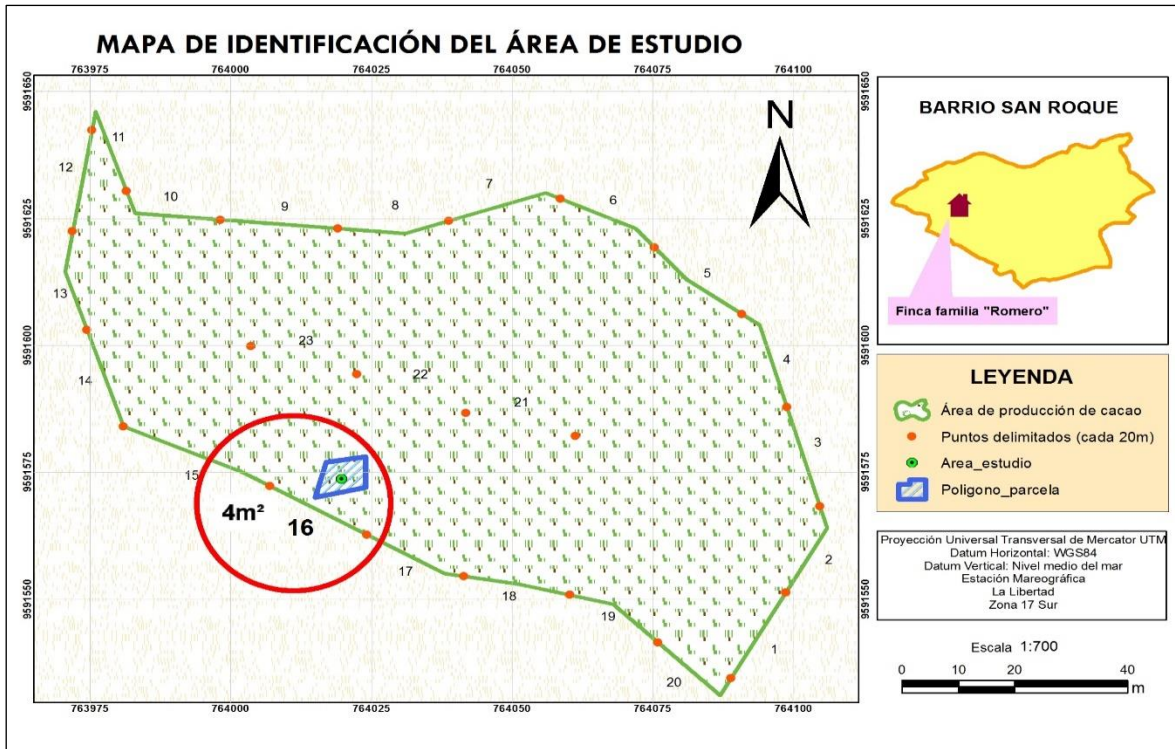 MAPA DE IDENTIFICACIÓN DEL ÁREA DE ESTUDIO
763975 764000 764025 764050 764075 764100
9591650
9591625
9591600
9591575
9591550
9591650
9591625
9591600
9591575
9591550
N
11
12
10
9
8
7
6
5
13
4
23
22
21
14
3
15
4m²
16
17
18
19
2
1
20
763975 764000 764025 764050 764075 764100
BARRIO SAN ROQUE
Finca familia "Romero"
LEYENDA
Área de producción de cacao
Puntos delimitados (cada 20m)
Area_estudio
Poligono_parcela
Proyección Universal Transversal de Mercator UTM
Datum Horizontal: WGS84
Datum Vertical: Nivel medio del mar
Estación Mareográfica
La Libertad
Zona 17 Sur
Escala 1:700
0 10 20 40
m